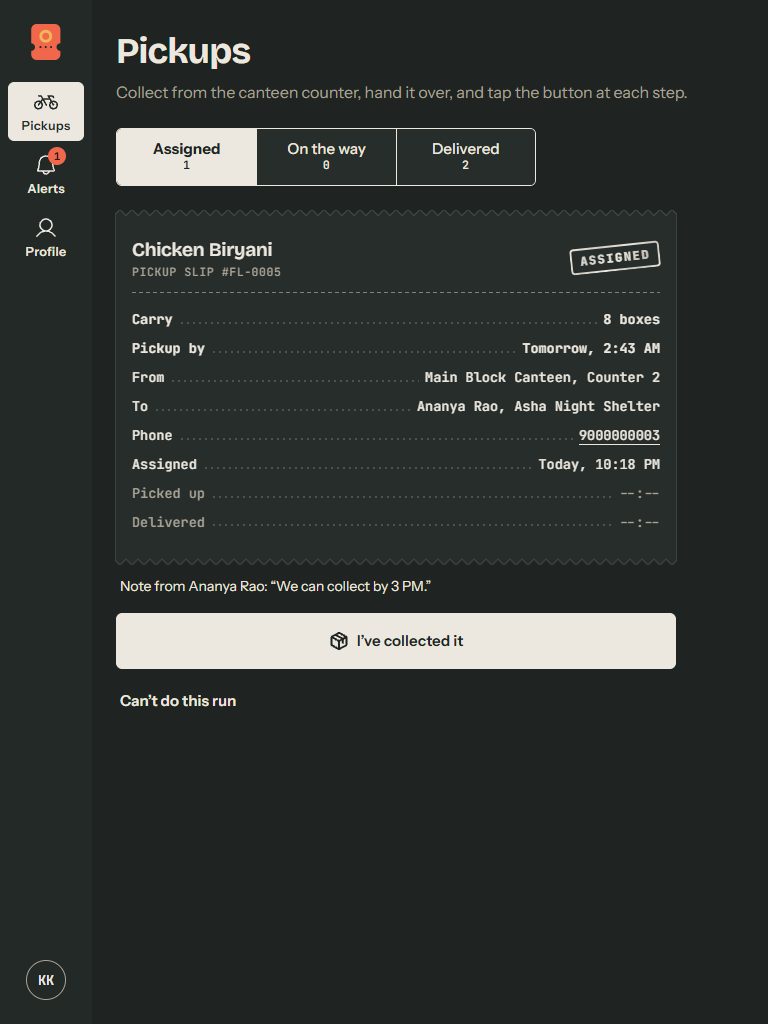 Pickups
1
Alerts
Profile
KK
Pickups
Collect from the canteen counter, hand it over, and tap the button at each step.
Assigned
1
On the way
0
Delivered
2
Chicken Biryani
PICKUP SLIP #FL-0005
ASSIGNED
Carry 8 boxes
Pickup by Tomorrow, 2:43 AM
From Main Block Canteen, Counter 2
To Ananya Rao, Asha Night Shelter
Phone 9000000003
Assigned Today, 10:18 PM
Picked up --:--
Delivered --:--
Note from Ananya Rao: “We can collect by 3 PM.”
I’ve collected it
Can’t do this run